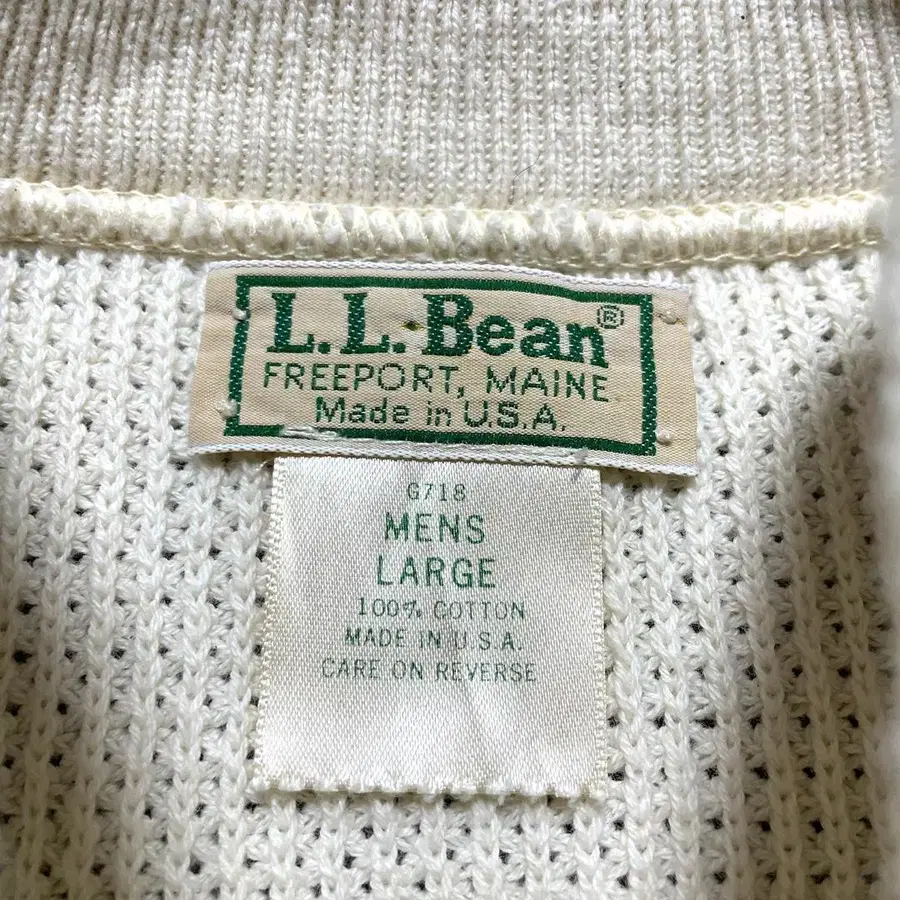 L.L.Bean®
FREEPORT, MAINE
Made in U.S.A.
G718
MENS
LARGE
100% COTTON
MADE IN U.S.A.
CARE ON REVERSE